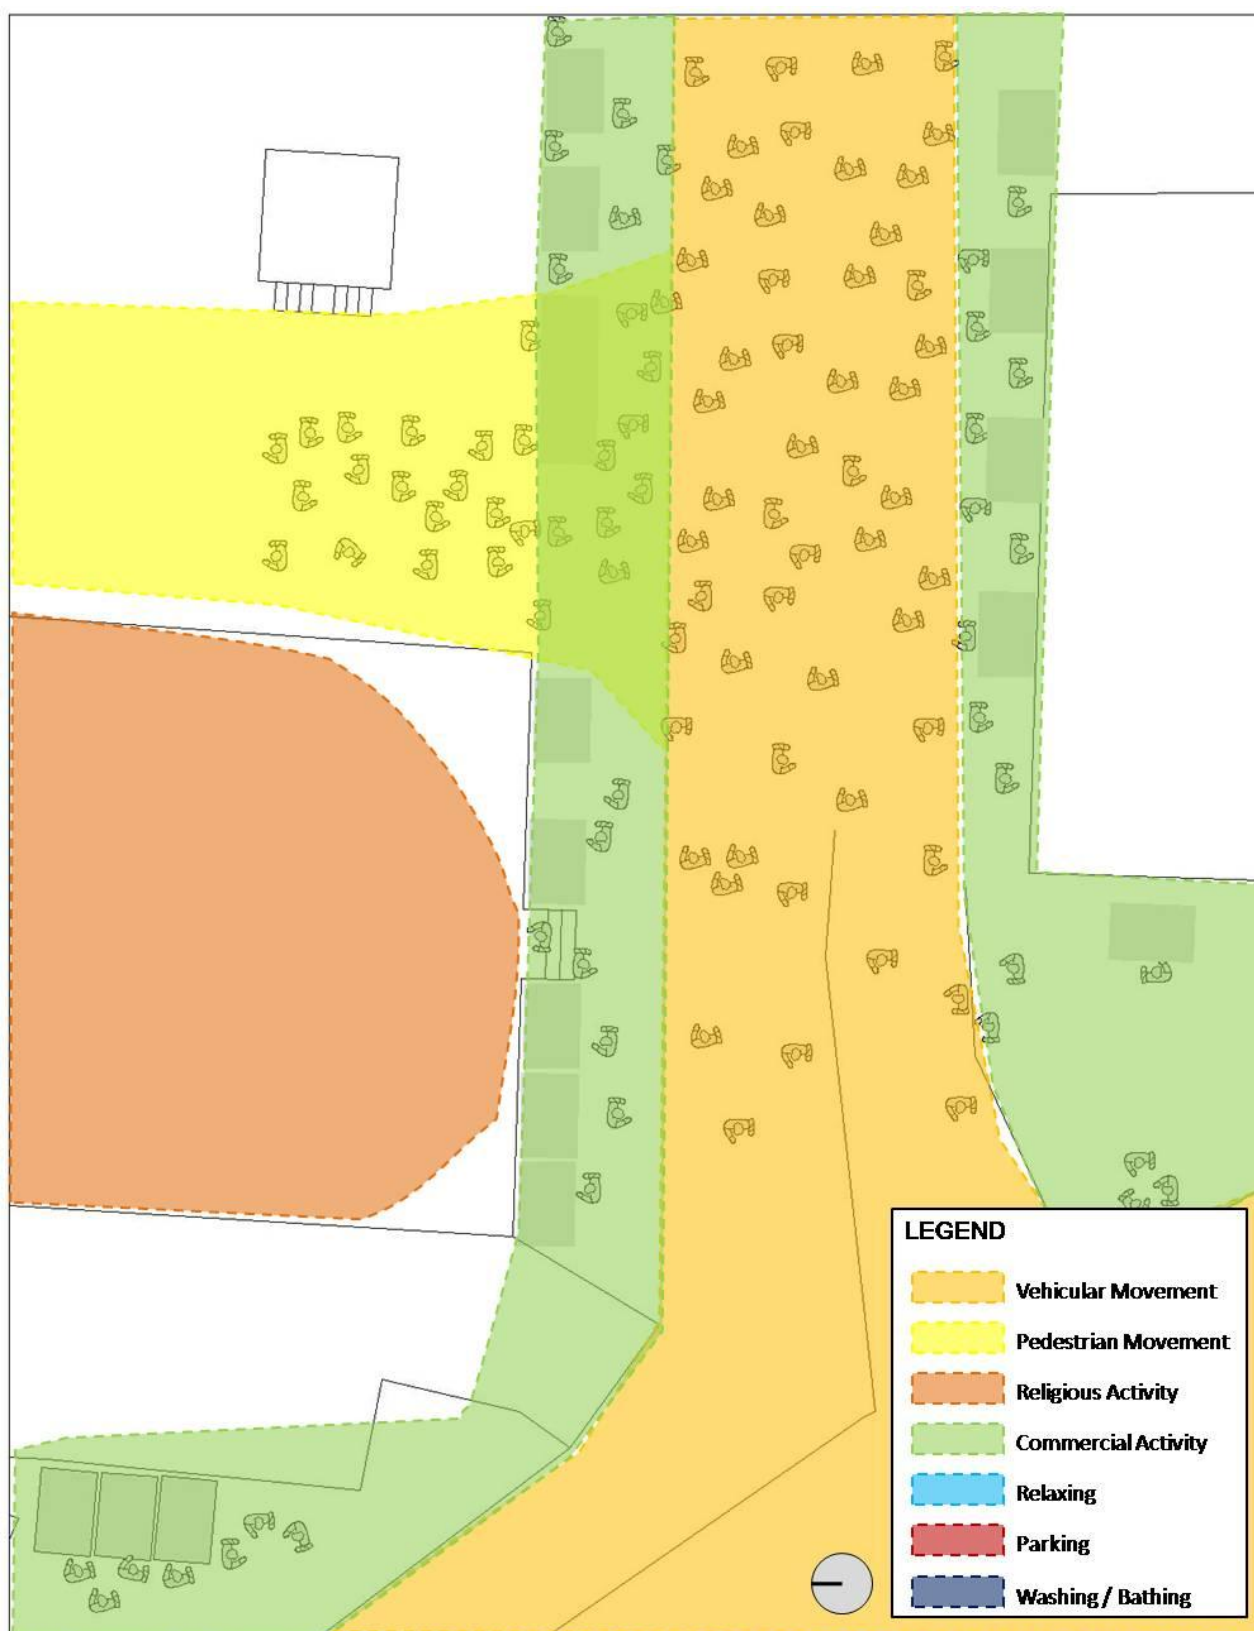 LEGEND
Vehicular Movement
Pedestrian Movement
Religious Activity
Commercial Activity
Relaxing
Parking
Washing / Bathing